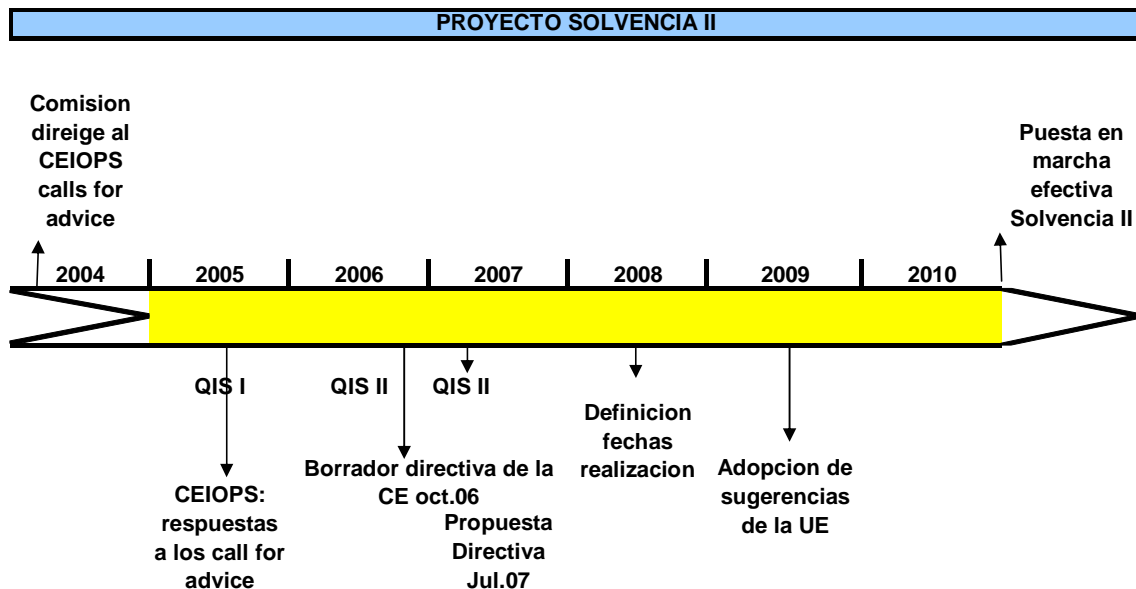 PROYECTO SOLVENCIA II
Comision
direige al
CEIOPS
calls for
advice
Puesta en
marcha
efectiva
Solvencia II
2004
2005
2006
2007
2008
2009
2010
QIS I
QIS II
QIS II
CEIOPS:
respuestas
a los call for
advice
Borrador directiva de la
CE oct.06
Propuesta
Directiva
Jul.07
Definicion
fechas
realizacion
Adopcion de
sugerencias
de la UE